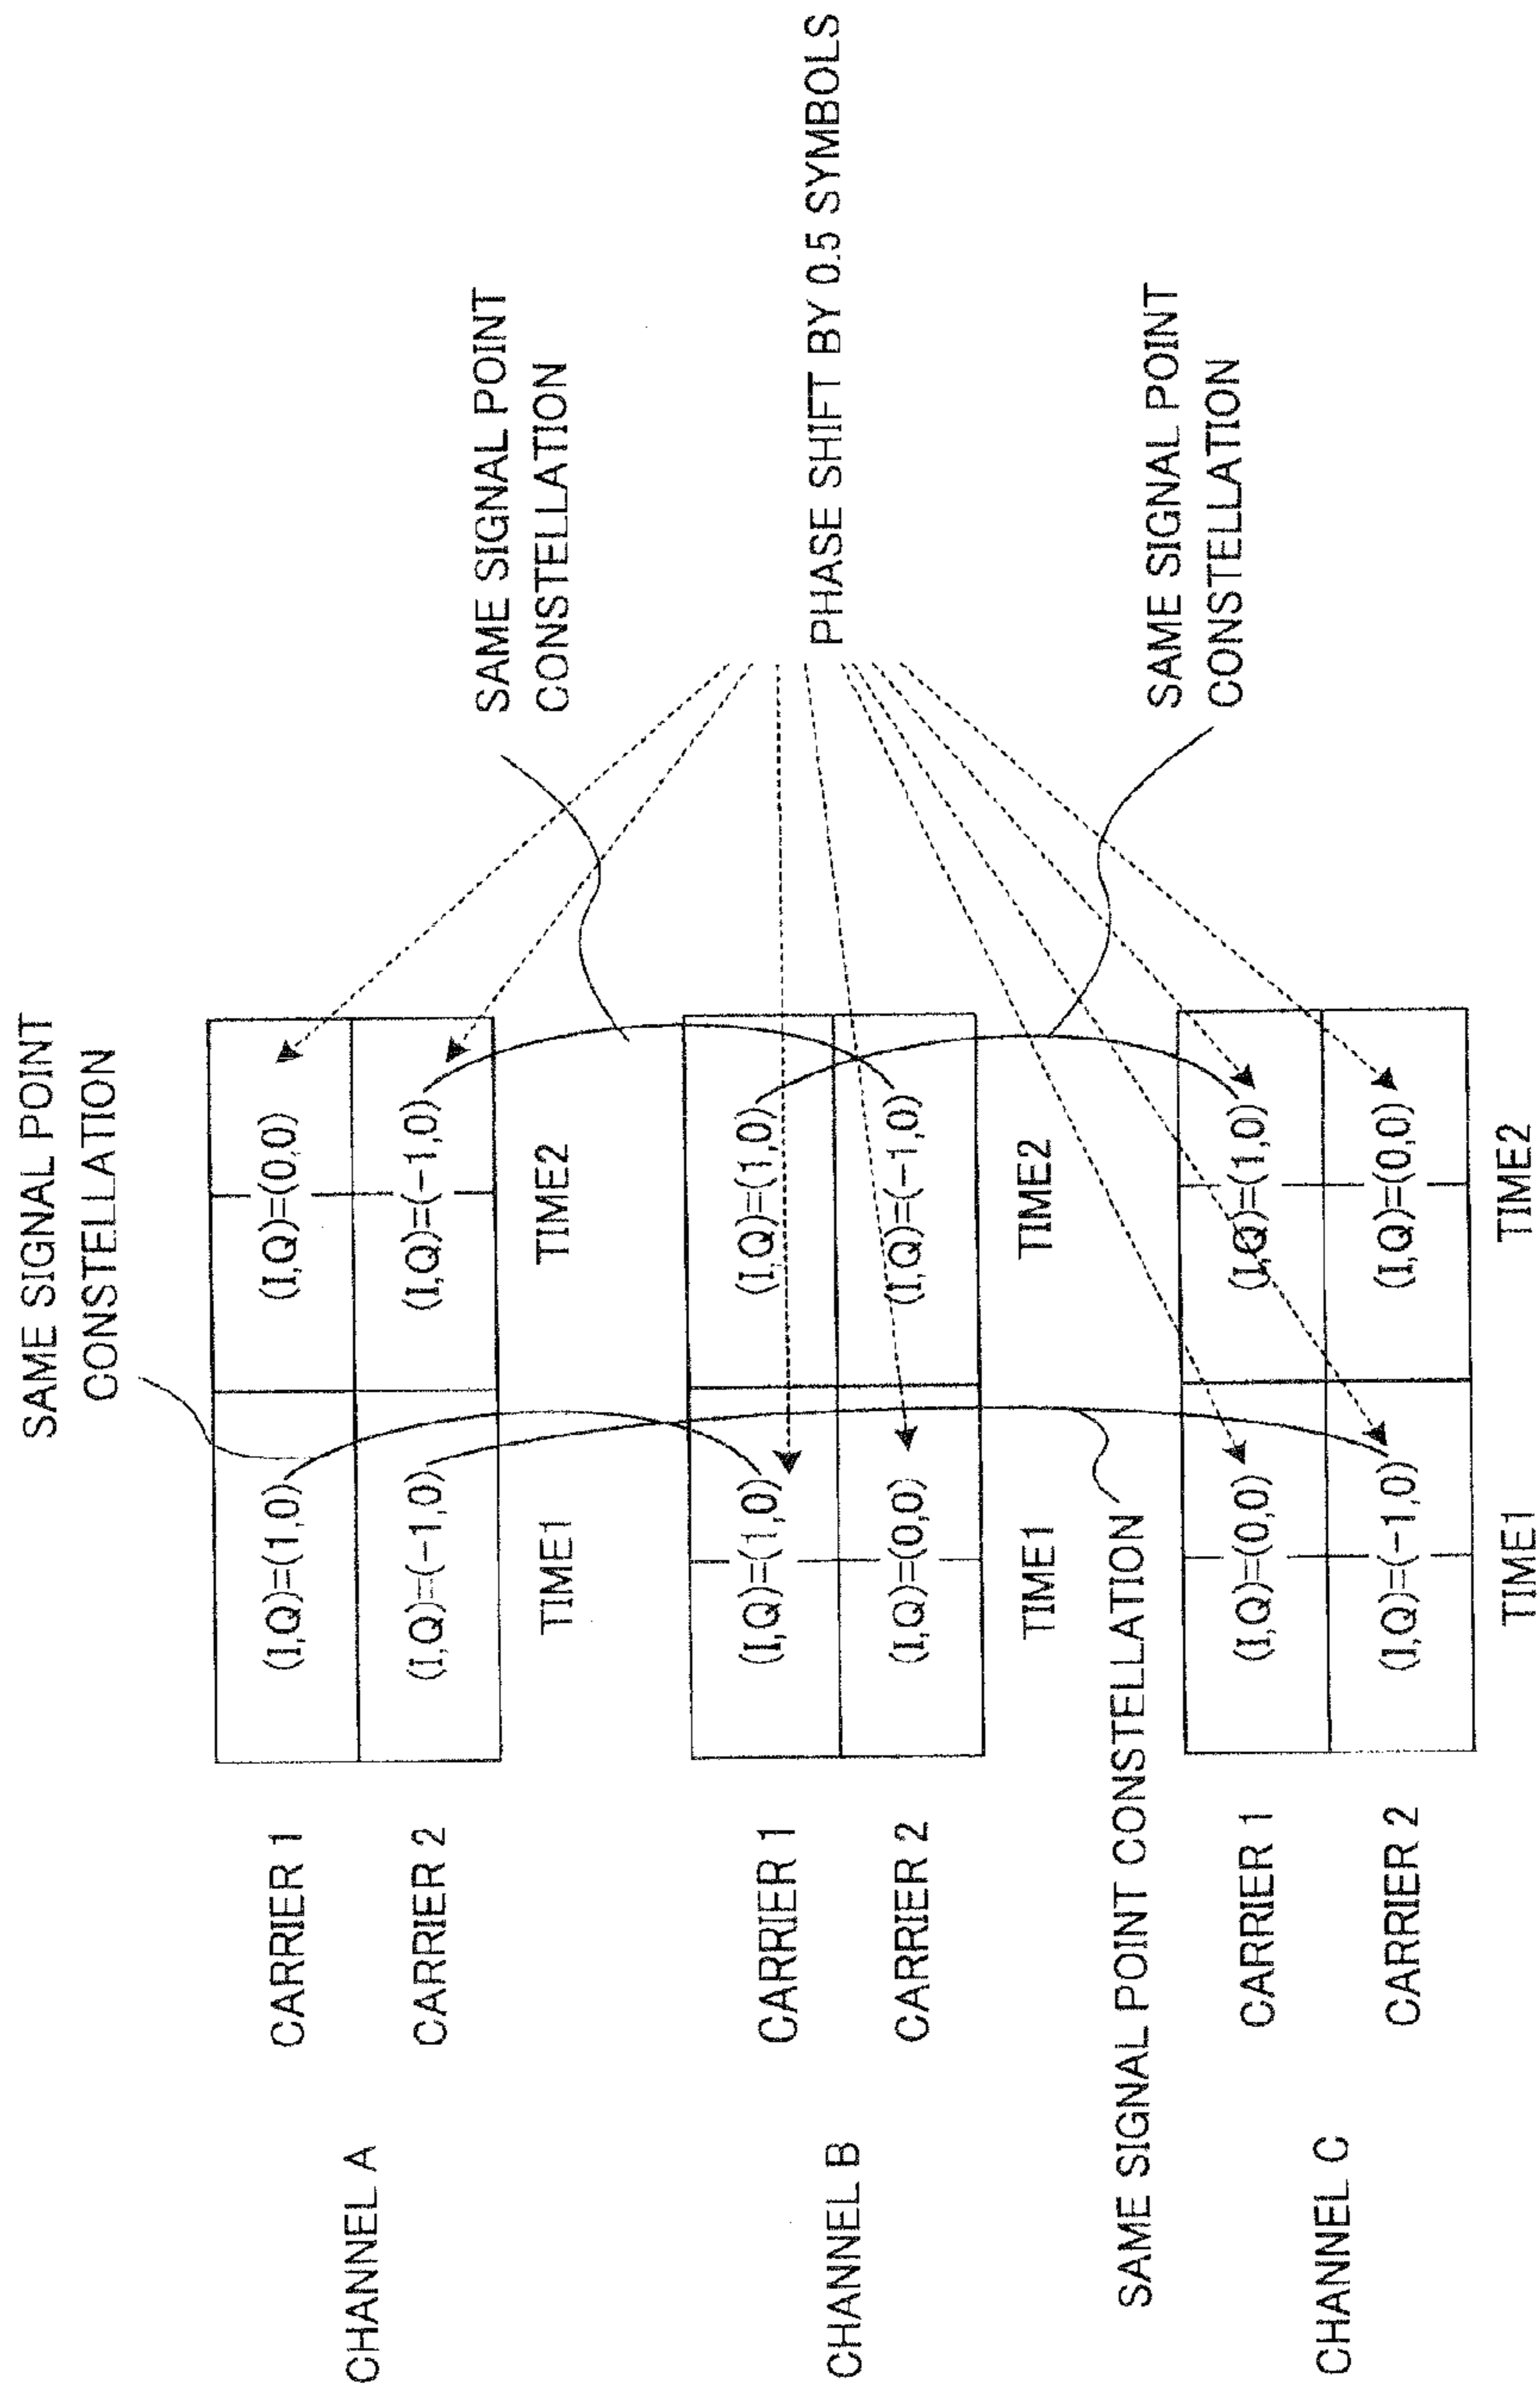 SAME SIGNAL POINT
CONSTELLATION
CHANNEL A
CARRIER 1
(I,Q)=(1,0)
(I,Q)=(0,0)
CARRIER 2
(I,Q)=(-1,0)
(I,Q)=(-1,0)
TIME1
TIME2
SAME SIGNAL POINT
CONSTELLATION
CHANNEL B
CARRIER 1
(I,Q)=(1,0)
(I,Q)=(1,0)
CARRIER 2
(I,Q)=(0,0)
(I,Q)=(-1,0)
TIME1
TIME2
PHASE SHIFT BY 0.5 SYMBOLS
SAME SIGNAL POINT CONSTELLATION
SAME SIGNAL POINT
CONSTELLATION
CHANNEL C
CARRIER 1
(I,Q)=(0,0)
(I,Q)=(1,0)
CARRIER 2
(I,Q)=(-1,0)
(I,Q)=(0,0)
TIME1
TIME2